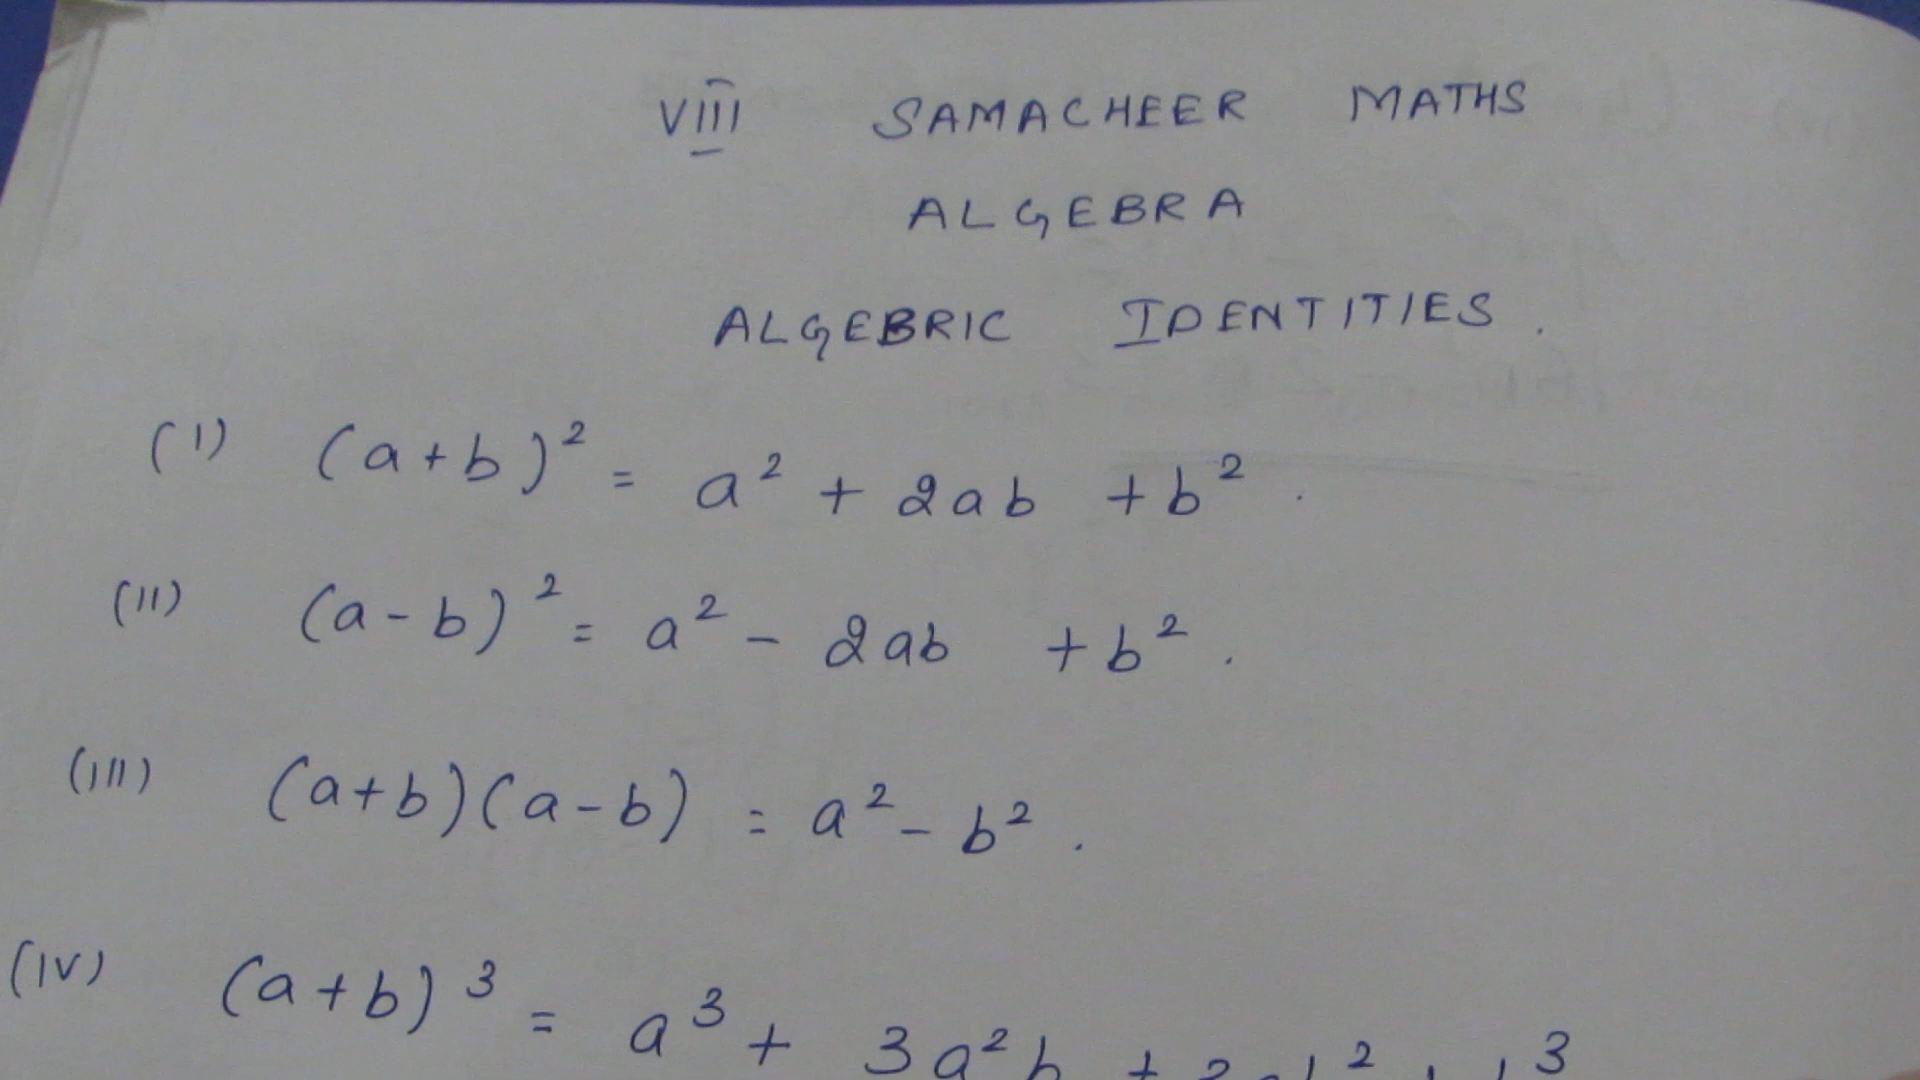 VIII SAMACHEER MATHS
ALGEBRA
ALGEBRIC IDENTITIES.
(I) (a+b)² = a² + 2ab + b².
(II) (a-b)² = a² - 2ab + b².
(III) (a+b)(a-b) = a² - b².
(IV) (a+b)³ = a³ + 3a²b +